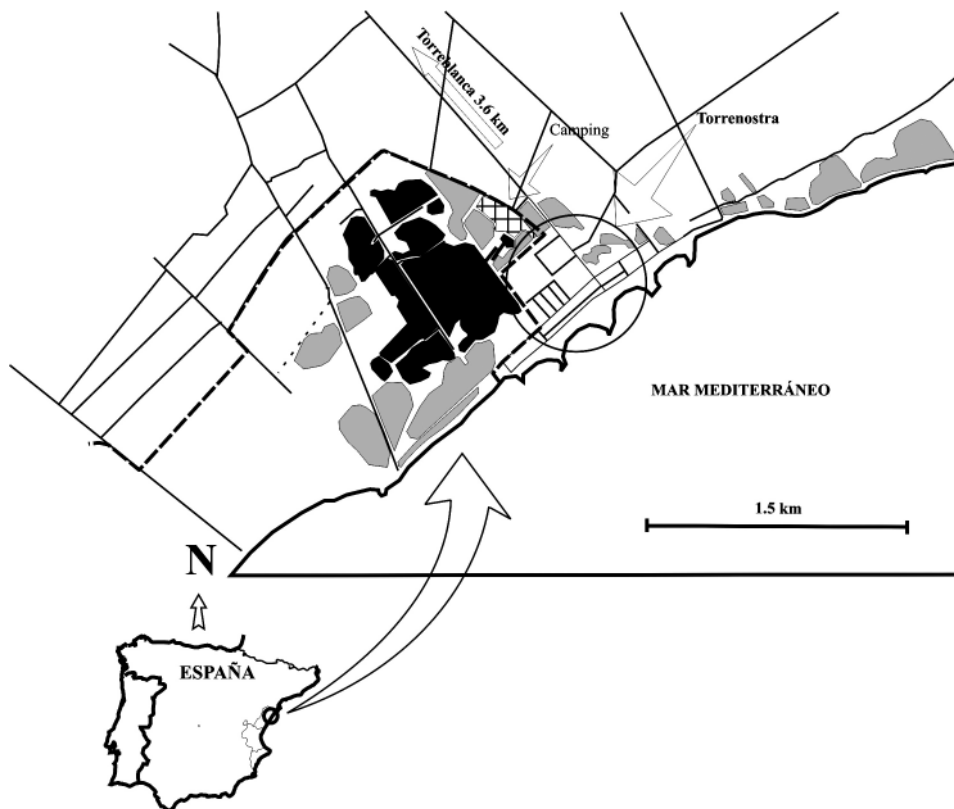 Torreblanca 3.6 km
Camping
Torrenostra
MAR MEDITERRÁNEO
1.5 km
N
ESPAÑA